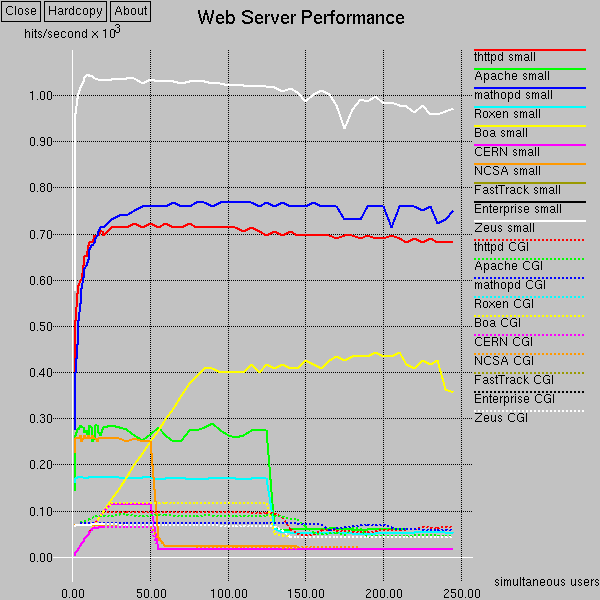 Close Hardcopy About
Web Server Performance
hits/second x 10³
1.00
0.90
0.80
0.70
0.60
0.50
0.40
0.30
0.20
0.10
0.00
0.00 50.00 100.00 150.00 200.00 250.00
simultaneous users
thttpd small
Apache small
mathopd small
Roxen small
Boa small
CERN small
NCSA small
FastTrack small
Enterprise small
Zeus small
thttpd CGI
Apache CGI
mathopd CGI
Roxen CGI
Boa CGI
CERN CGI
NCSA CGI
FastTrack CGI
Enterprise CGI
Zeus CGI